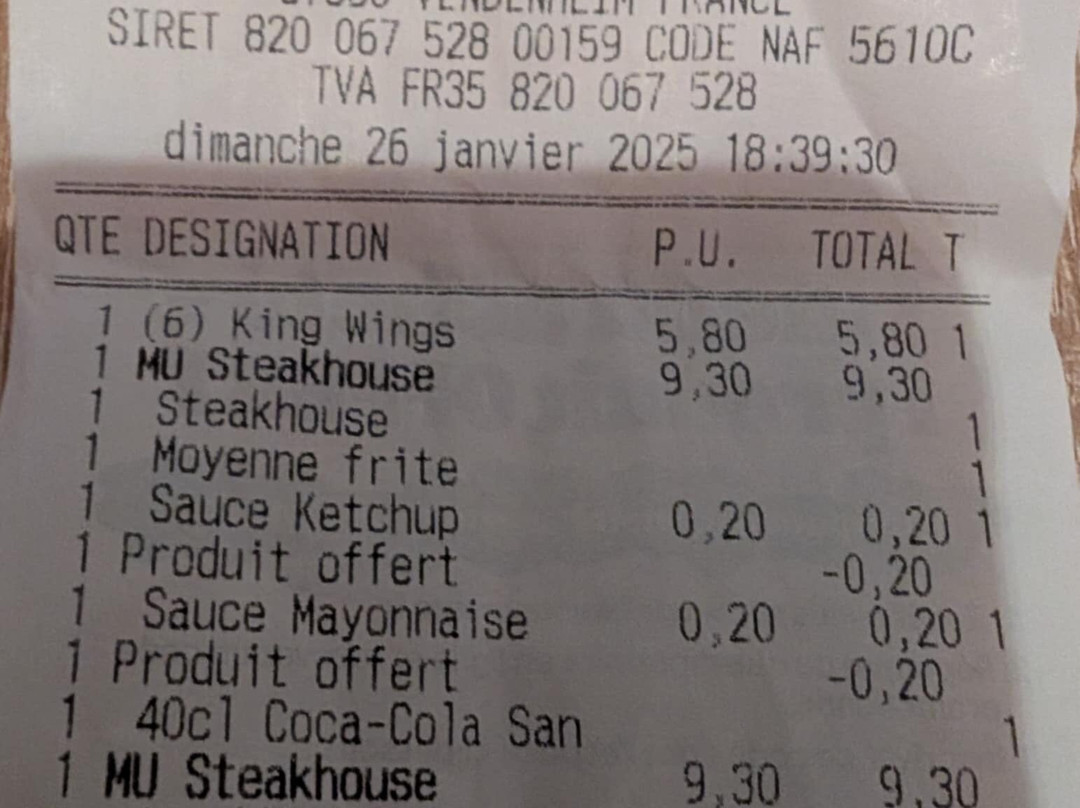 VENDENHEIM FRANCE
SIRET 820 067 528 00159 CODE NAF 5610C
TVA FR35 820 067 528
dimanche 26 janvier 2025 18:39:30
QTE DESIGNATION P.U. TOTAL T
1 (6) King Wings 5,80 5,80 1
1 MU Steakhouse 9,30 9,30
1 Steakhouse 1
1 Moyenne frite 1
1 Sauce Ketchup 0,20 0,20 1
1 Produit offert -0,20
1 Sauce Mayonnaise 0,20 0,20 1
1 Produit offert -0,20
1 40cl Coca-Cola San 1
1 MU Steakhouse 9,30 9,30